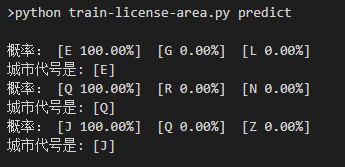 >python train-license-area.py predict
概率: [E 100.00%] [G 0.00%] [L 0.00%]
城市代号是: [E]
概率: [Q 100.00%] [R 0.00%] [N 0.00%]
城市代号是: [Q]
概率: [J 100.00%] [Q 0.00%] [Z 0.00%]
城市代号是: [J]